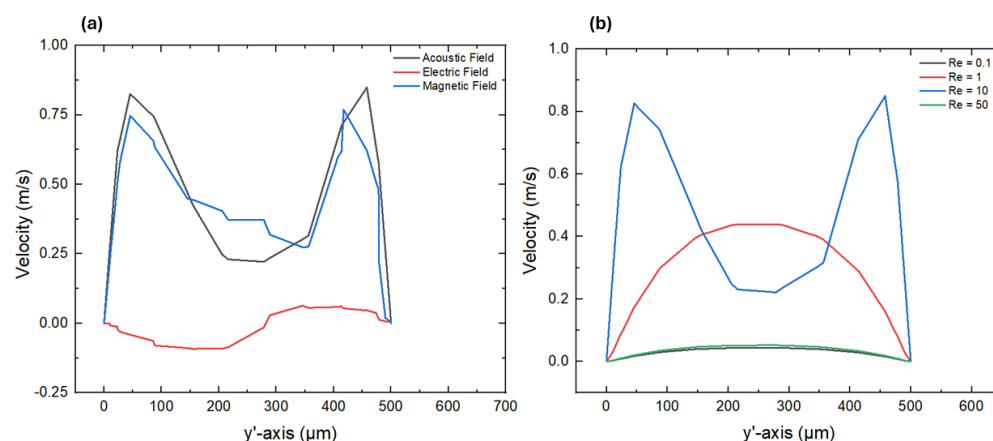 (a)
1.00
0.75
0.50
0.25
0.00
-0.25
Velocity (m/s)
Acoustic Field
Electric Field
Magnetic Field
0 100 200 300 400 500 600 700
y'-axis (µm)
(b)
1.0
0.8
0.6
0.4
0.2
0.0
Velocity (m/s)
Re = 0.1
Re = 1
Re = 10
Re = 50
0 100 200 300 400 500 600
y'-axis (µm)